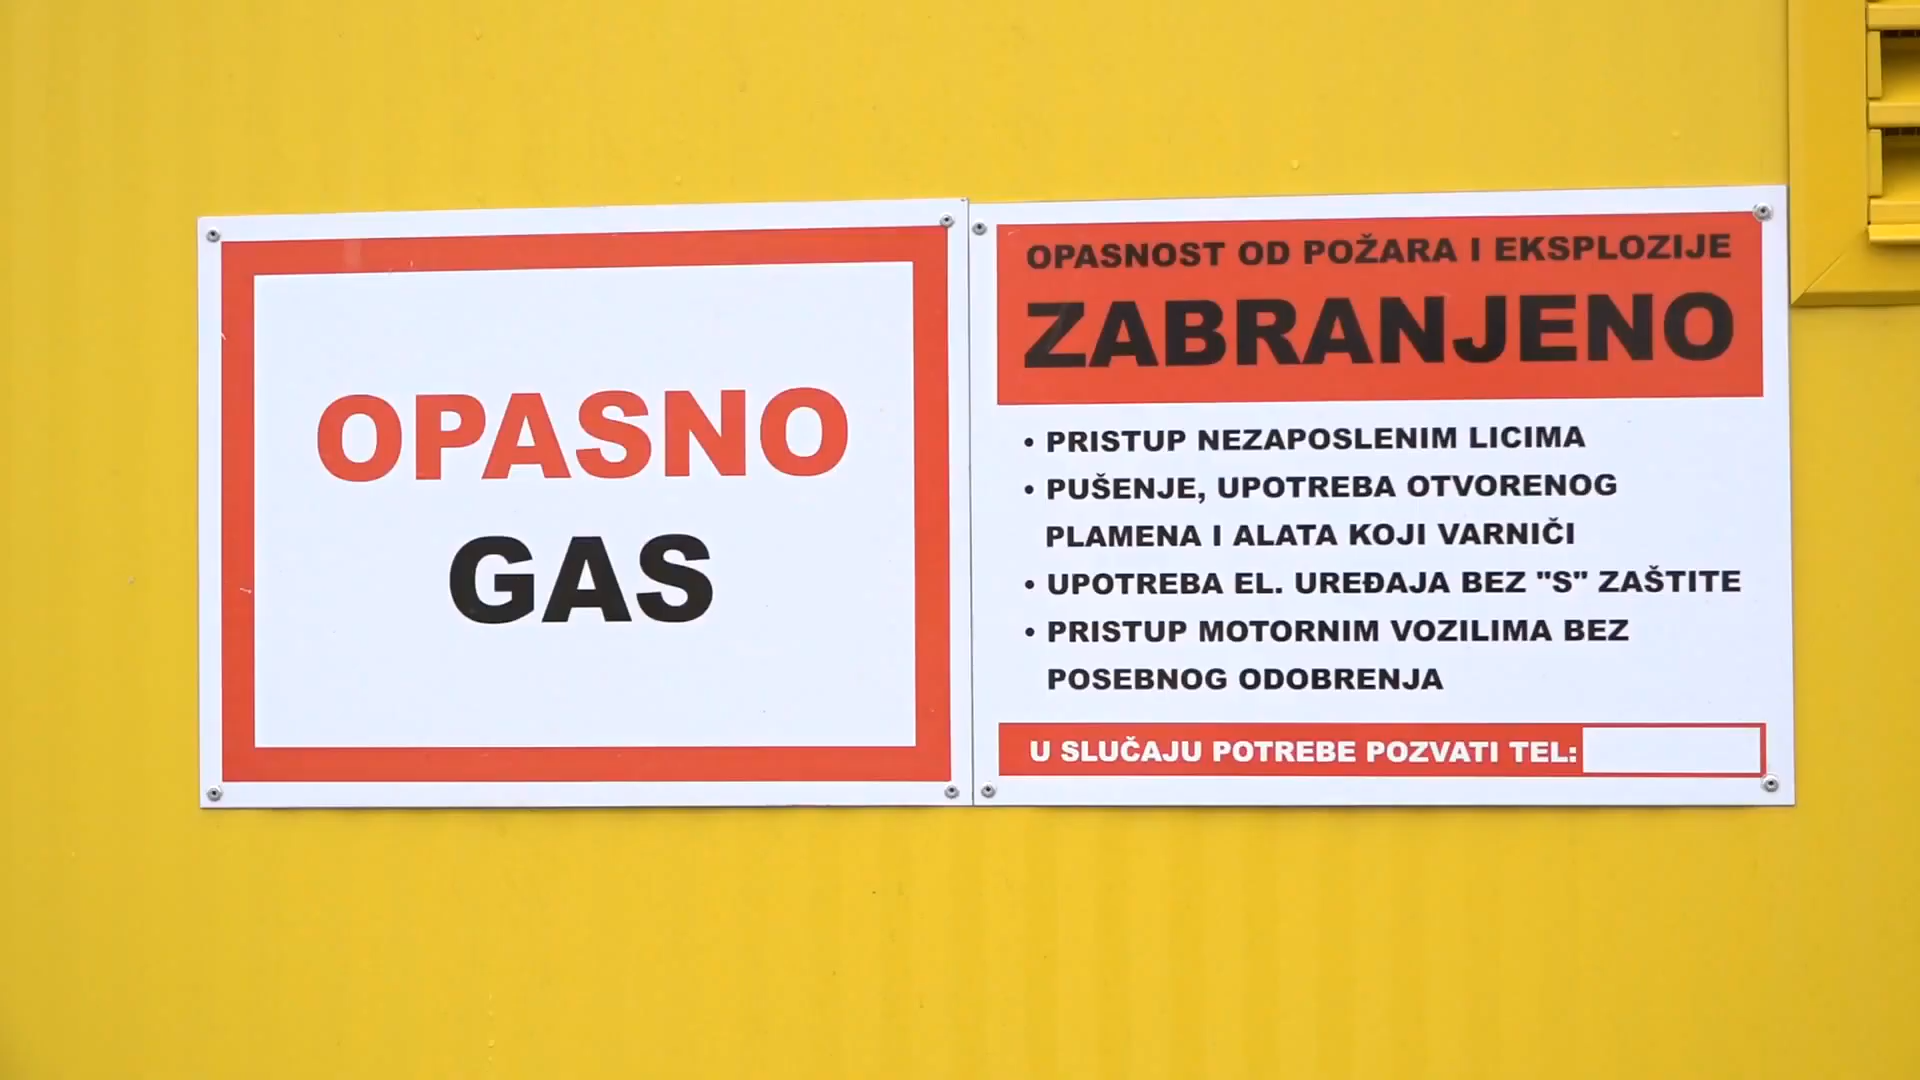 OPASNO
GAS
OPASNOST OD POŽARA I EKSPLOZIJE
ZABRANJENO
• PRISTUP NEZAPOSLENIM LICIMA
• PUŠENJE, UPOTREBA OTVORENOG
PLAMENA I ALATA KOJI VARNIČI
• UPOTREBA EL. UREĐAJA BEZ "S" ZAŠTITE
• PRISTUP MOTORNIM VOZILIMA BEZ
POSEBNOG ODOBRENJA
U SLUČAJU POTREBE POZVATI TEL: